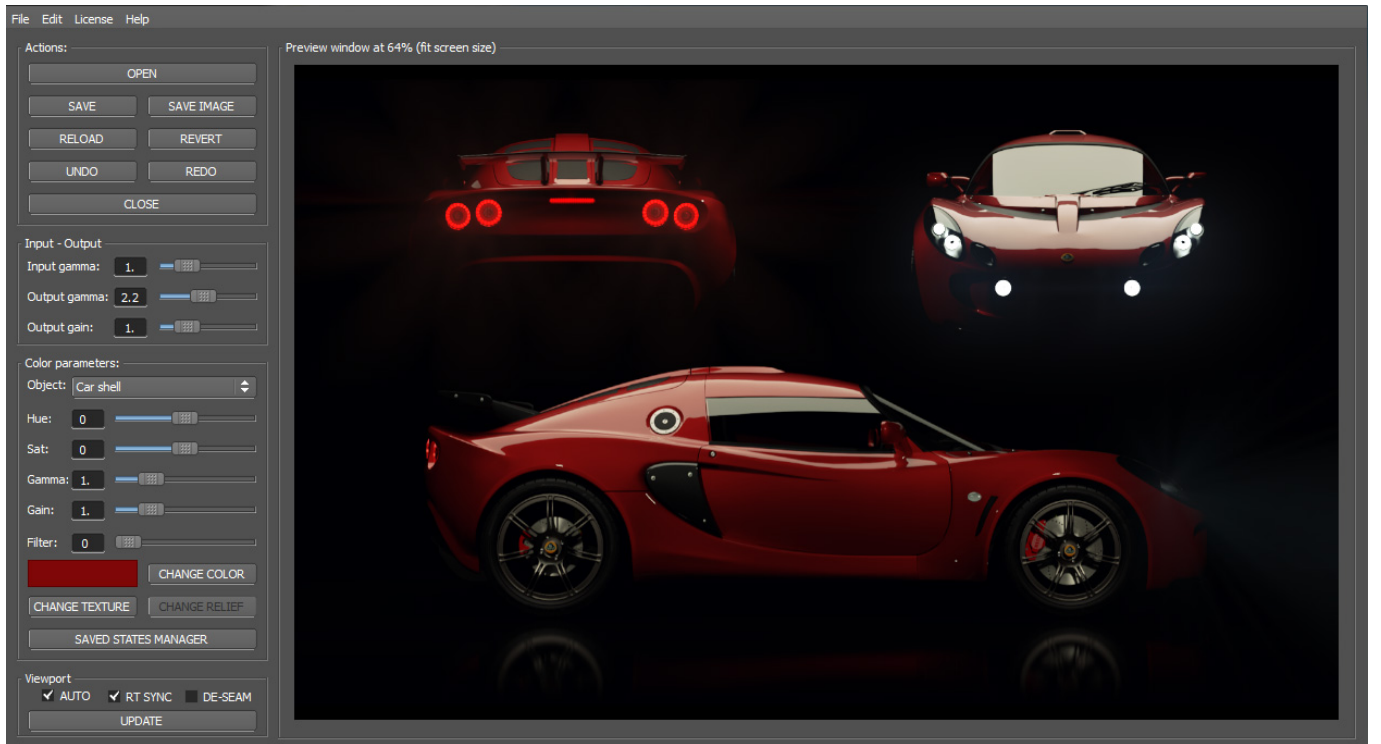 File Edit License Help
Actions:
Preview window at 64% (fit screen size)
OPEN
SAVE SAVE IMAGE
RELOAD REVERT
UNDO REDO
CLOSE
Input - Output
Input gamma: 1.
Output gamma: 2.2
Output gain: 1.
Color parameters:
Object: Car shell
Hue: 0
Sat: 0
Gamma: 1.
Gain: 1.
Filter: 0
CHANGE COLOR
CHANGE TEXTURE CHANGE RELIEF
SAVED STATES MANAGER
Viewport
AUTO RT SYNC DE-SEAM
UPDATE